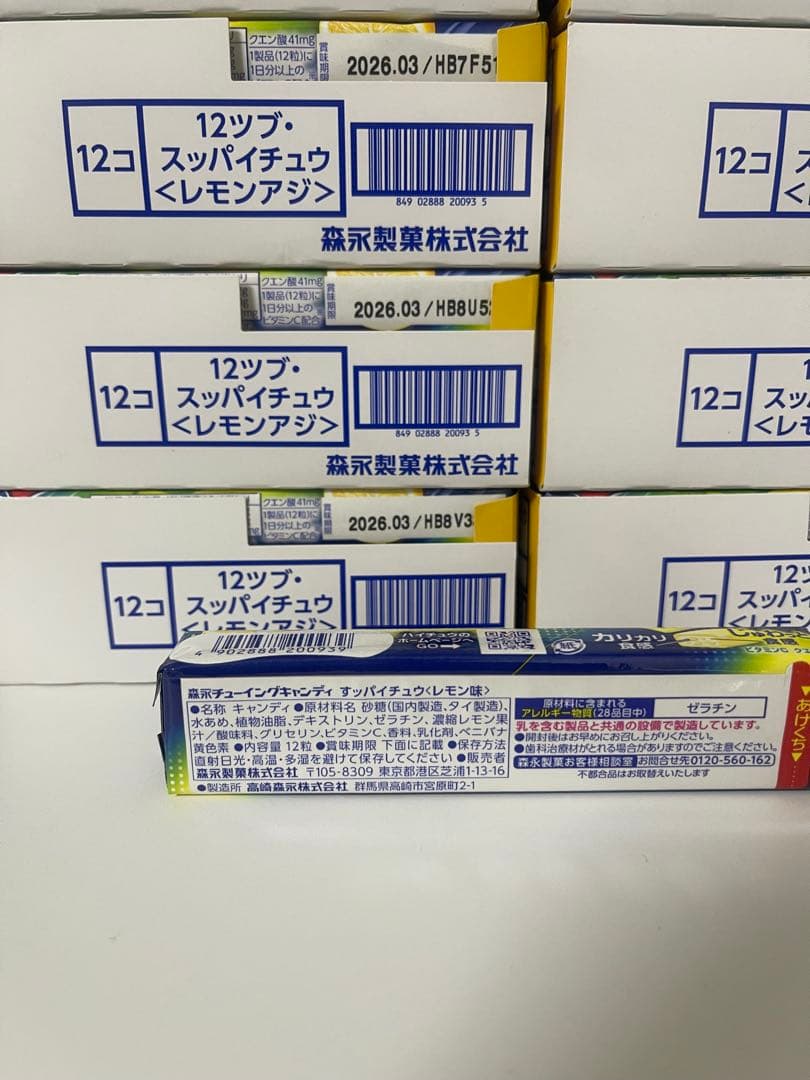 クエン酸41mg
1製品(12粒)に
1日分以上の
賞味期限
2026.03/HB7F51
12コ
12ツブ・
スッパイチュウ
<レモンアジ>
849 02888 20093 5
森永製菓株式会社
12コ
クエン酸41mg
1製品(12粒)に
1日分以上の
ビタミンC配合
賞味期限
2026.03/HB8U52
12コ
12ツブ・
スッパイチュウ
<レモンアジ>
849 02888 20093 5
森永製菓株式会社
12コ
クエン酸41mg
1製品(12粒)に
1日分以上の
ビタミンC配合
賞味期限
2026.03/HB8V3
12コ
12ツブ・
スッパイチュウ
<レモンアジ>
12コ
4 902888 200939
ハイチュウの
ホームページへ
GO→
紙
カリカリ
食感
ビタミンC クエ
森永チューイングキャンディ すッパイチュウ<レモン味>
●名称 キャンディ ●原材料名 砂糖(国内製造、タイ製造)、
水あめ、植物油脂、デキストリン、ゼラチン、濃縮レモン果
汁/酸味料、グリセリン、ビタミンC、香料、乳化剤、ベニバナ
黄色素 ●内容量 12粒 ●賞味期限 下面に記載 ●保存方法
直射日光・高温・多湿を避けて保存してください ●販売者
森永製菓株式会社 〒105-8309 東京都港区芝浦1-13-16
●製造所 高崎森永株式会社 群馬県高崎市宮原町2-1
原材料に含まれる
アレルギー物質(28品目中)
ゼラチン
乳を含む製品と共通の設備で製造しています。
●開封後はお早めにお召し上がりください。
●歯科治療材がとれる場合がありますのでご注意ください。
森永製菓お客様相談室 お問合せ先0120-560-162
不都合品はお取替えいたします
▼あけくち▼